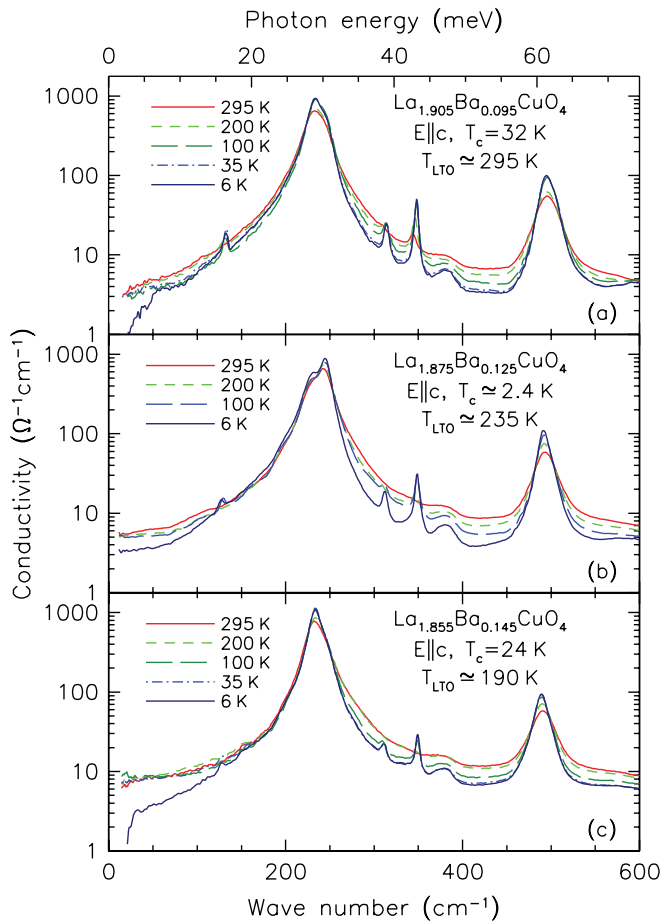 Photon energy (meV)
0 20 40 60
1000
100
10
1
295 K
200 K
100 K
35 K
6 K
La1.905Ba0.095CuO4
E||c, Tc=32 K
TLTO≃295 K
(a)
1000
100
10
1
295 K
200 K
100 K
6 K
La1.875Ba0.125CuO4
E||c, Tc≃2.4 K
TLTO≃235 K
(b)
Conductivity (Ω−1cm−1)
1000
100
10
1
295 K
200 K
100 K
35 K
6 K
La1.855Ba0.145CuO4
E||c, Tc=24 K
TLTO≃190 K
(c)
0 200 400 600
Wave number (cm−1)